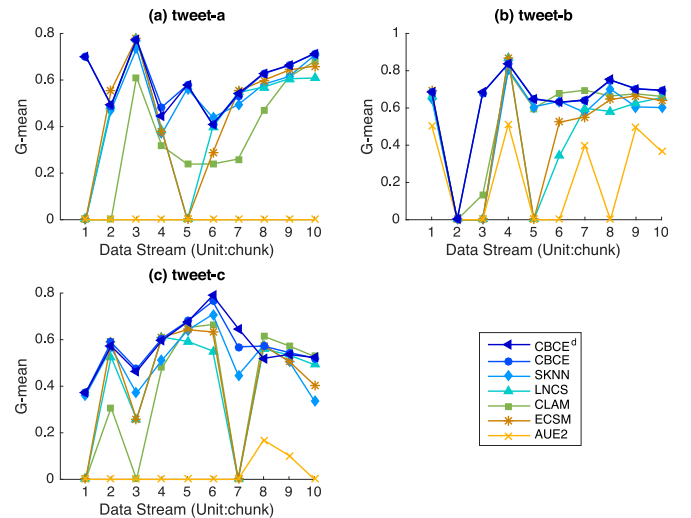 (a) tweet-a
0.8
0.6
0.4
0.2
0
G-mean
1 2 3 4 5 6 7 8 9 10
Data Stream (Unit:chunk)
(b) tweet-b
1
0.8
0.6
0.4
0.2
0
G-mean
1 2 3 4 5 6 7 8 9 10
Data Stream (Unit:chunk)
(c) tweet-c
0.8
0.6
0.4
0.2
0
G-mean
1 2 3 4 5 6 7 8 9 10
Data Stream (Unit:chunk)
CBCE^d
CBCE
SKNN
LNCS
CLAM
ECSM
AUE2